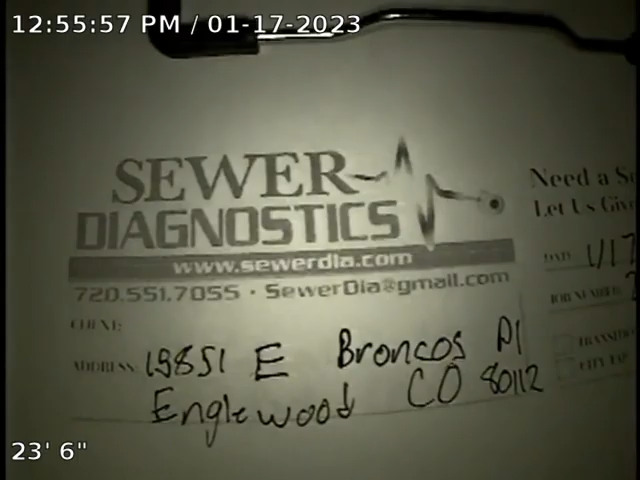 12:55:57 PM / 01-17-2023
SEWER
DIAGNOSTICS
www.sewerdia.com
720.551.7055 · SewerDia@gmail.com
Need a
Let Us
DATE 1/17
JOB NUMBER:
CLIENT:
ADDRESS: 19851 E Broncos Pl
Englewood CO 80112
CITY
23' 6"